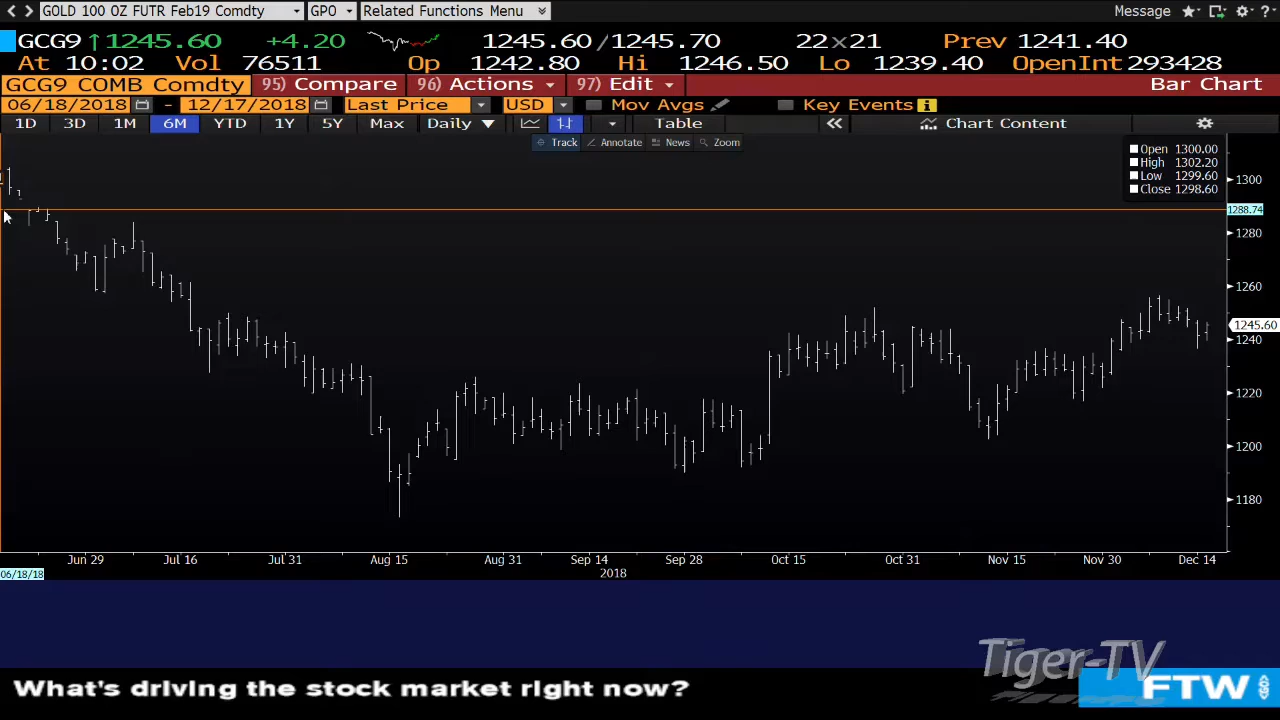 GOLD 100 OZ FUTR Feb19 Comdty GPO Related Functions Menu Message
GCG9 ↑1245.60 +4.20 1245.60/1245.70 22x21 Prev 1241.40
At 10:02 Vol 76511 Op 1242.80 Hi 1246.50 Lo 1239.40 OpenInt 293428
GCG9 COMB Comdty 95) Compare 96) Actions 97) Edit Bar Chart
06/18/2018 - 12/17/2018 Last Price USD Mov Avgs Key Events
1D 3D 1M 6M YTD 1Y 5Y Max Daily Table « Chart Content
Track Annotate News Zoom
Open 1300.00
High 1302.20
Low 1299.60
Close 1298.60
1300
1288.74
1280
1260
1245.60
1240
1220
1200
1180
Jun 29 Jul 16 Jul 31 Aug 15 Aug 31 Sep 14 Sep 28 Oct 15 Oct 31 Nov 15 Nov 30 Dec 14
06/18/18 2018
Tiger-TV
What's driving the stock market right now? FTW